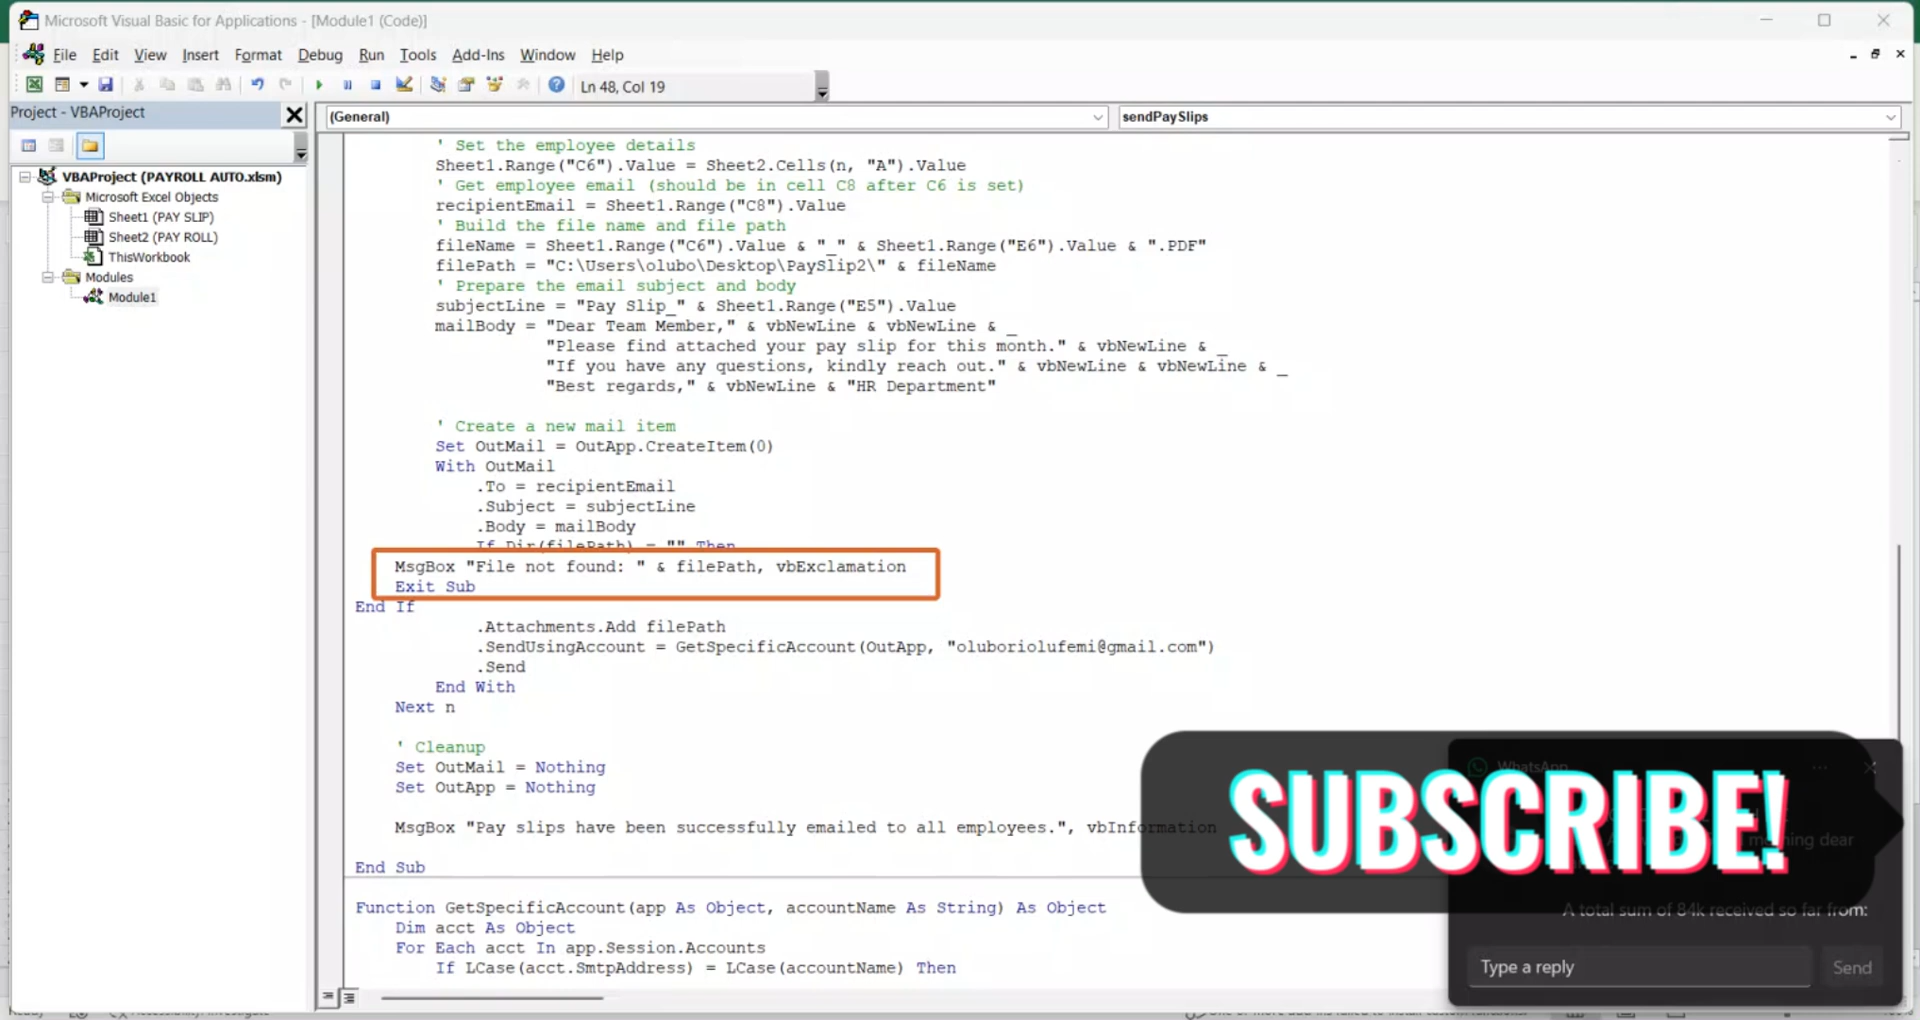 Microsoft Visual Basic for Applications - [Module1 (Code)]
File Edit View Insert Format Debug Run Tools Add-Ins Window Help
Ln 48, Col 19
Project - VBAProject
(General)
sendPaySlips
VBAProject (PAYROLL AUTO.xlsm)
Microsoft Excel Objects
Sheet1 (PAY SLIP)
Sheet2 (PAY ROLL)
ThisWorkbook
Modules
Module1
' Set the employee details
Sheet1.Range("C6").Value = Sheet2.Cells(n, "A").Value
' Get employee email (should be in cell C8 after C6 is set)
recipientEmail = Sheet1.Range("C8").Value
' Build the file name and file path
fileName = Sheet1.Range("C6").Value & "_" & Sheet1.Range("E6").Value & ".PDF"
filePath = "C:\Users\olubo\Desktop\PaySlip2\" & fileName
' Prepare the email subject and body
subjectLine = "Pay Slip_" & Sheet1.Range("E5").Value
mailBody = "Dear Team Member," & vbNewLine & vbNewLine & _
"Please find attached your pay slip for this month." & vbNewLine & _
"If you have any questions, kindly reach out." & vbNewLine & vbNewLine & _
"Best regards," & vbNewLine & "HR Department"
' Create a new mail item
Set OutMail = OutApp.CreateItem(0)
With OutMail
.To = recipientEmail
.Subject = subjectLine
.Body = mailBody
If Dir(filePath) = "" Then
MsgBox "File not found: " & filePath, vbExclamation
Exit Sub
End If
.Attachments.Add filePath
.SendUsingAccount = GetSpecificAccount(OutApp, "oluboriolufemi@gmail.com")
.Send
End With
Next n
' Cleanup
Set OutMail = Nothing
Set OutApp = Nothing
MsgBox "Pay slips have been successfully emailed to all employees.", vbInformation
End Sub
Function GetSpecificAccount(app As Object, accountName As String) As Object
Dim acct As Object
For Each acct In app.Session.Accounts
If LCase(acct.SmtpAddress) = LCase(accountName) Then
WhatsApp
SUBSCRIBE!
dear
A total sum of 84k received so far from:
Type a reply
Send